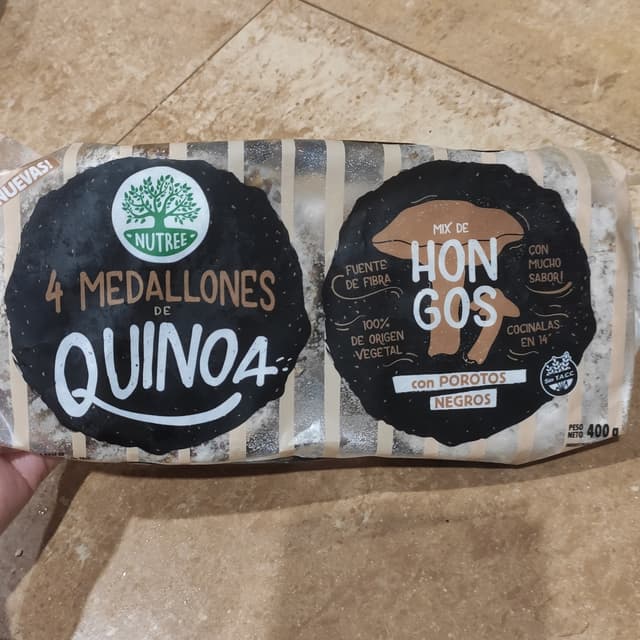 NUEVAS!
NUTREE
4 MEDALLONES
DE
QUINOA
MIX DE
HON
GOS
FUENTE
DE FIBRA
CON
MUCHO
SABOR!
100%
DE ORIGEN
VEGETAL
COCINALAS
EN 14'
con POROTOS
NEGROS
Sin T.A.C.C.
PESO
NETO 400 g